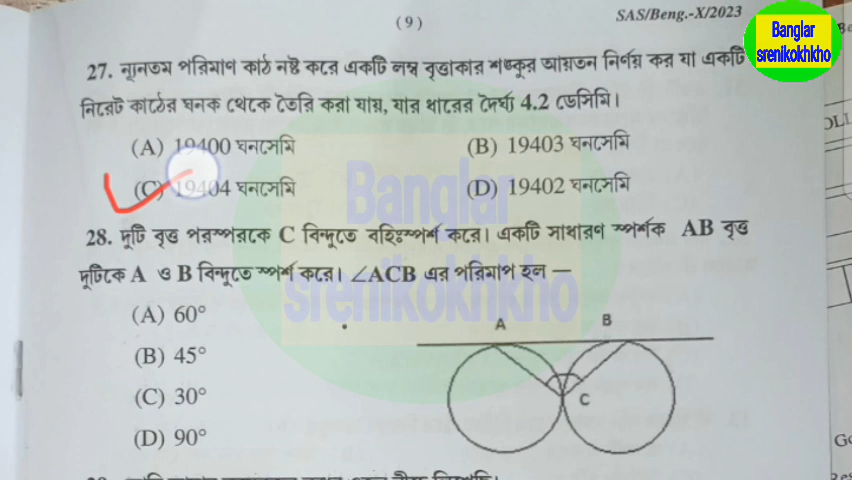 (9)
SAS/Beng.-X/2023
Banglar
srenikokhkho
27. ন্যূনতম পরিমাণ কাঠ নষ্ট করে একটি লম্ব বৃত্তাকার শঙ্কুর আয়তন নির্ণয় কর যা একটি
নিরেট কাঠের ঘনক থেকে তৈরি করা যায়, যার ধারের দৈর্ঘ্য 4.2 ডেসিমি।
(A) 19400 ঘনসেমি
(B) 19403 ঘনসেমি
(C) 19404 ঘনসেমি
(D) 19402 ঘনসেমি
Banglar
srenikokhkho
28. দুটি বৃত্ত পরস্পরকে C বিন্দুতে বহিঃস্পর্শ করে। একটি সাধারণ স্পর্শক AB বৃত্ত
দুটিকে A ও B বিন্দুতে স্পর্শ করে। ∠ACB এর পরিমাপ হল —
(A) 60°
(B) 45°
(C) 30°
(D) 90°
A
B
C